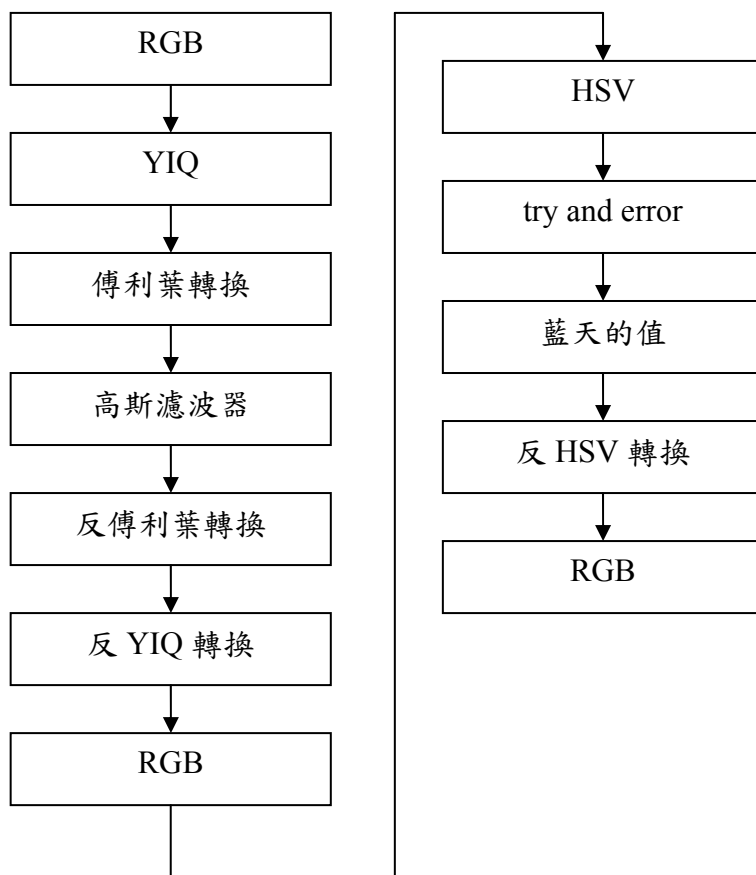 RGB
YIQ
傅利葉轉換
高斯濾波器
反傅利葉轉換
反 YIQ 轉換
RGB
HSV
try and error
藍天的值
反 HSV 轉換
RGB